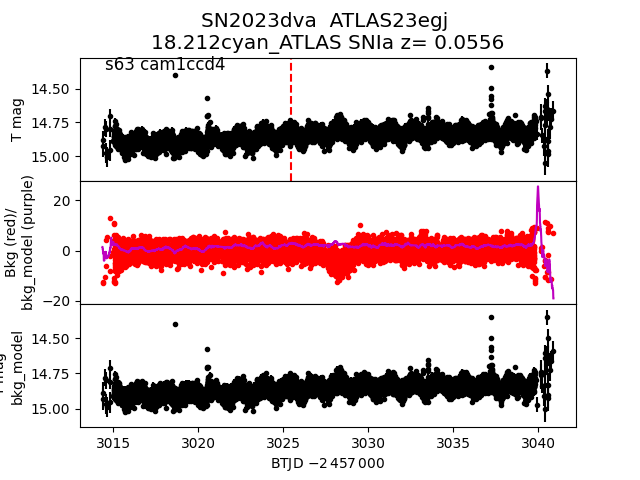 SN2023dva ATLAS23egj
18.212cyan_ATLAS SNIa z= 0.0556
s63 cam1ccd4
T mag
14.50
14.75
15.00
Bkg (red)/
bkg_model (purple)
20
0
−20
mag
bkg_model
14.50
14.75
15.00
3015 3020 3025 3030 3035 3040
BTJD −2 457 000